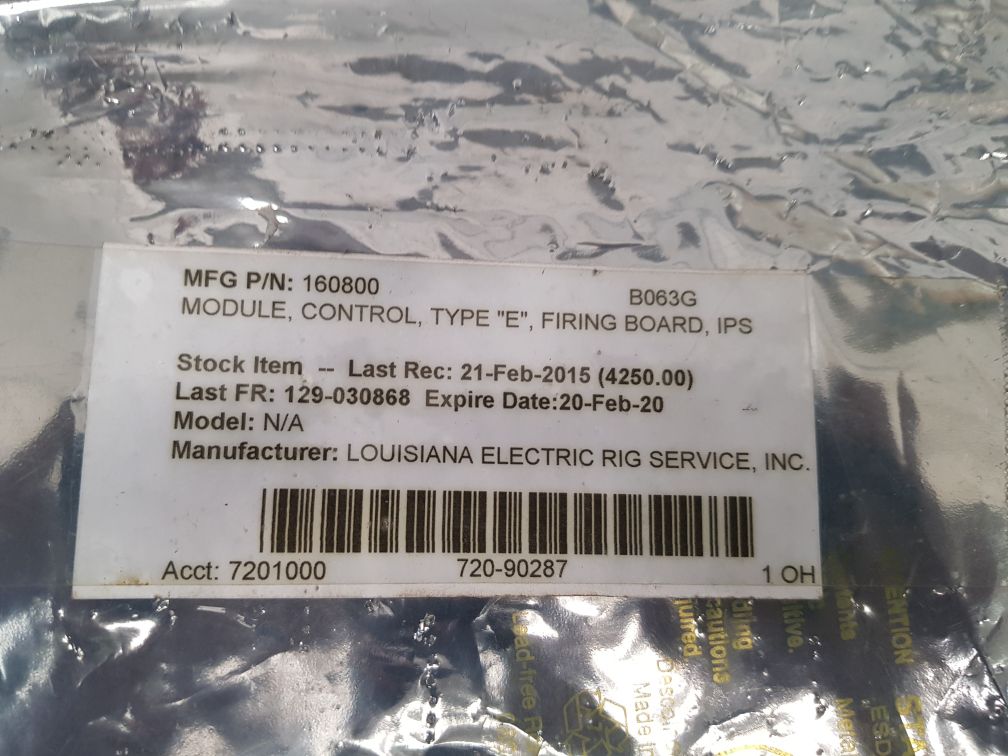 MFG P/N: 160800
B063G
MODULE, CONTROL, TYPE "E", FIRING BOARD, IPS
Stock Item -- Last Rec: 21-Feb-2015 (4250.00)
Last FR: 129-030868 Expire Date:20-Feb-20
Model: N/A
Manufacturer: LOUISIANA ELECTRIC RIG SERVICE, INC.
Acct: 7201000
720-90287
1 OH
Made in